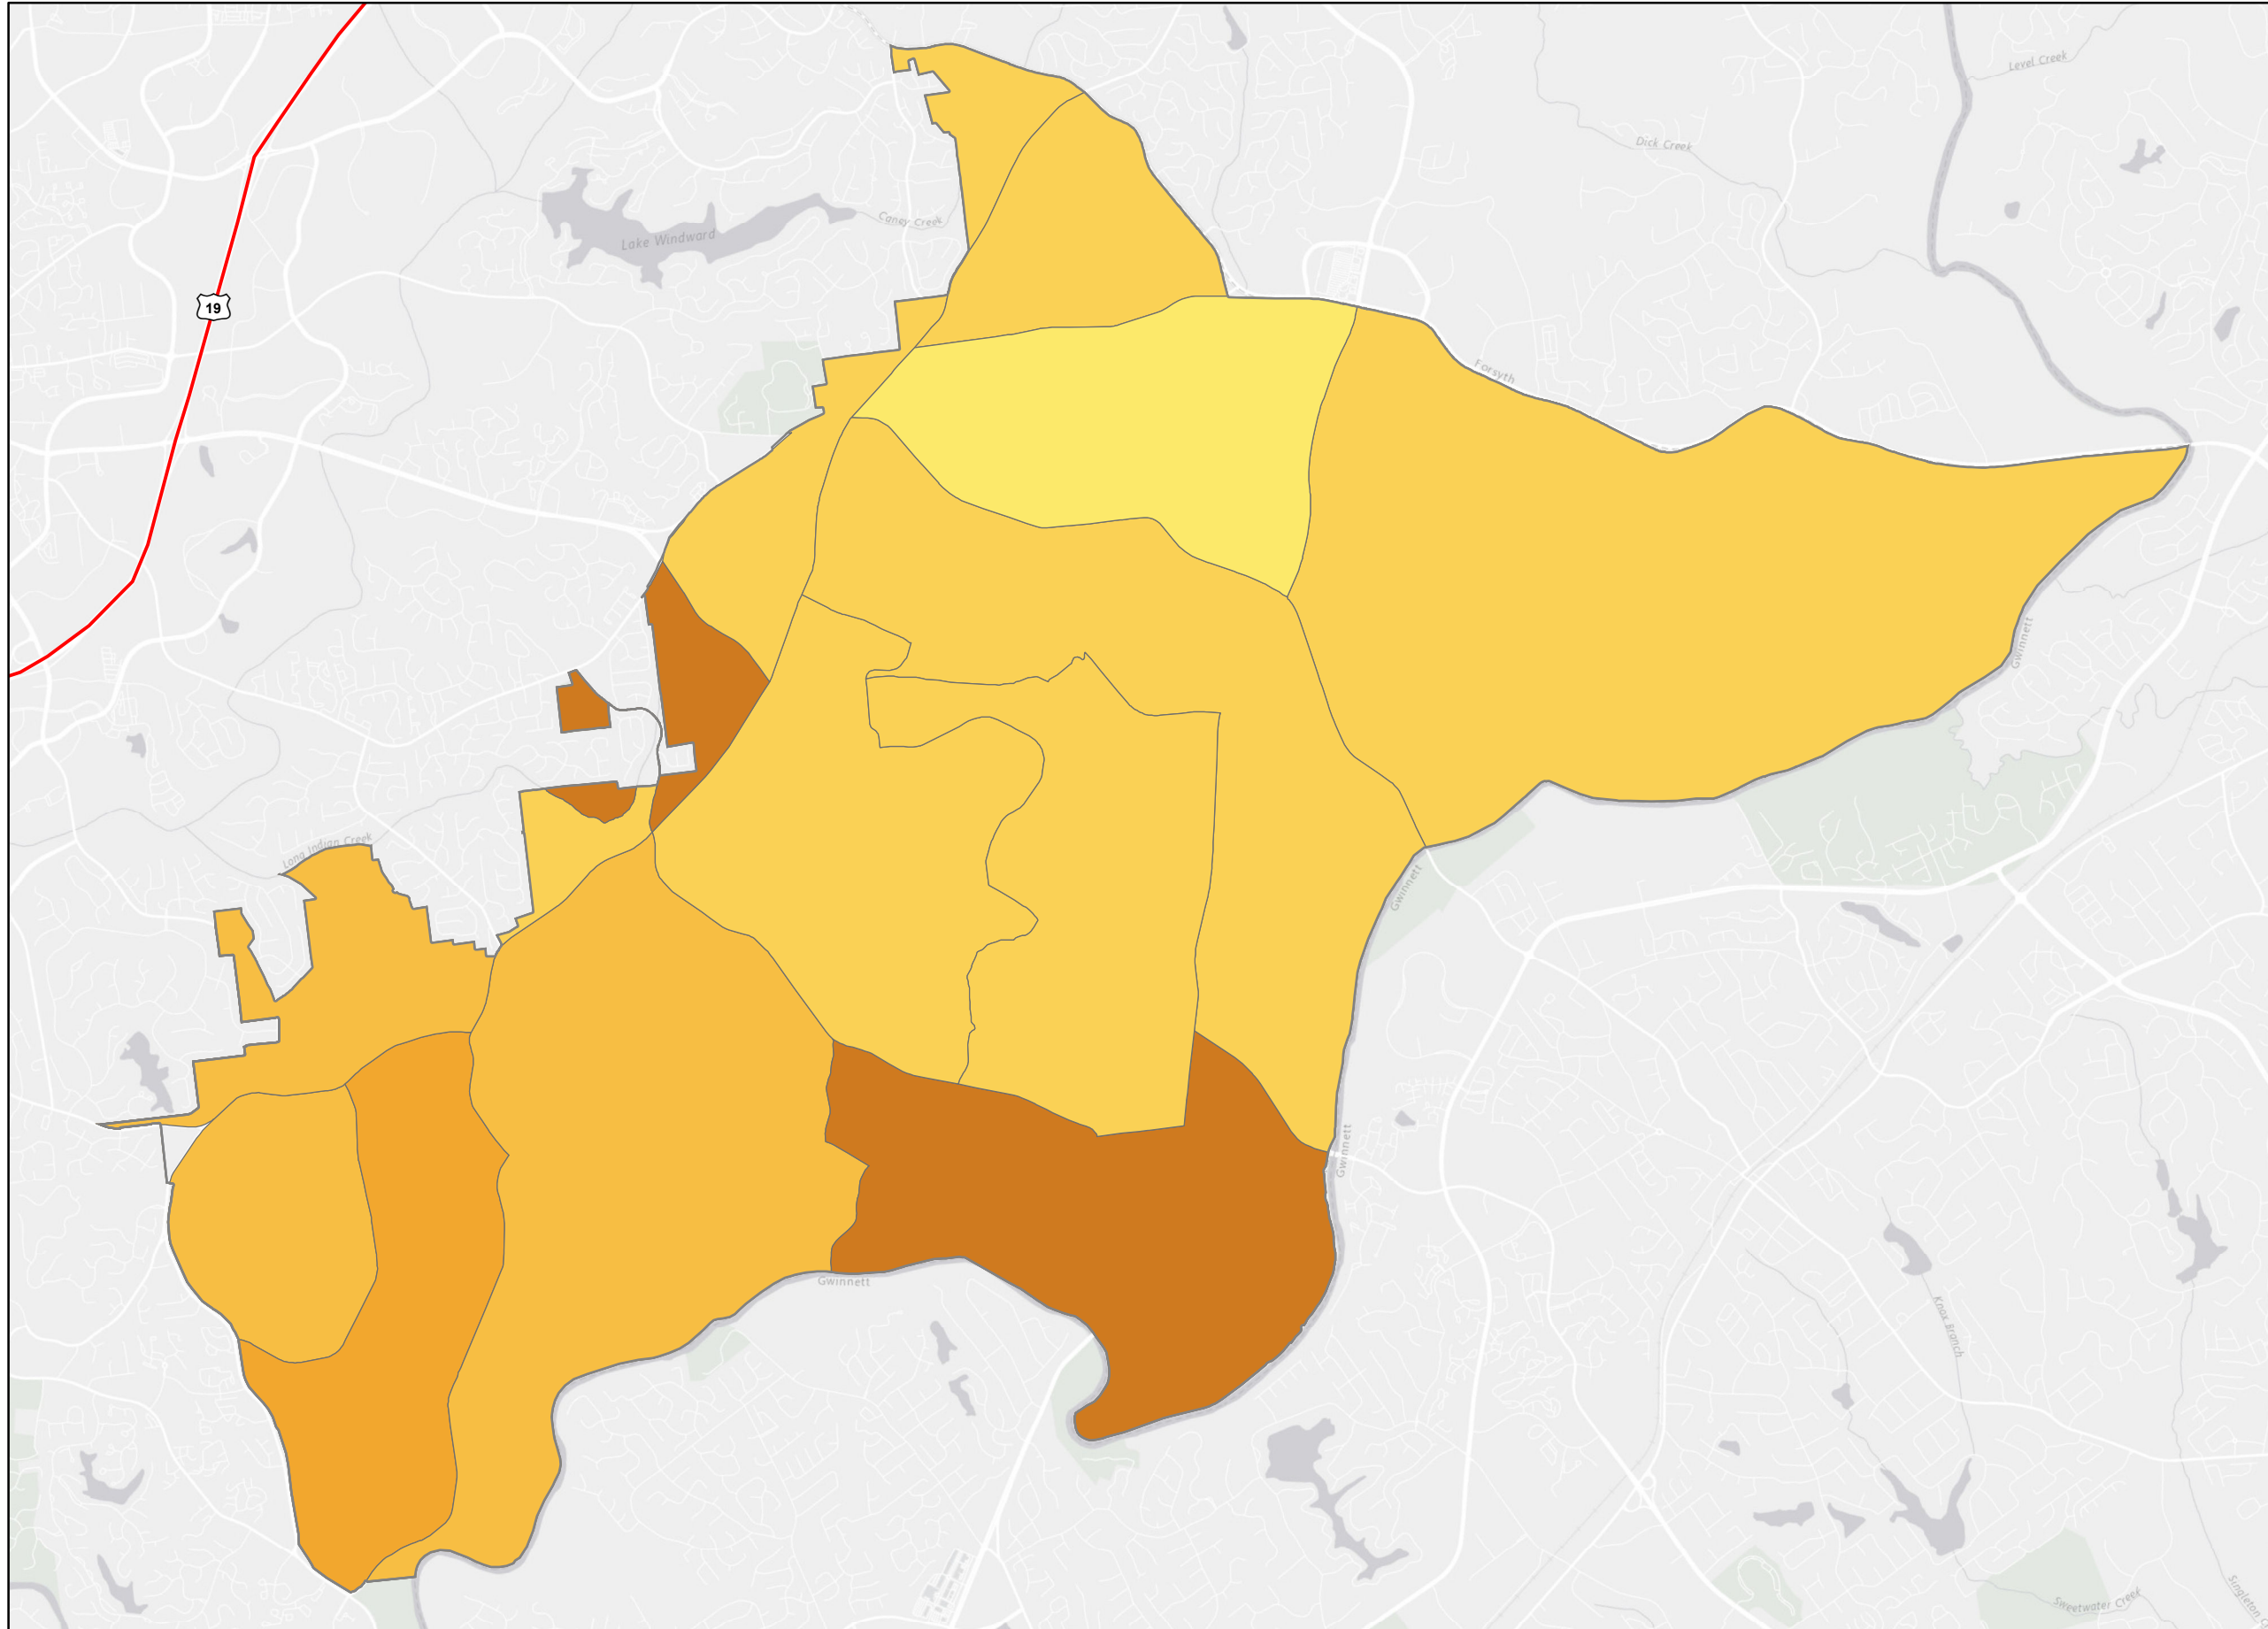 Level Creek
Dick Creek
Caney Creek
Lake Windward
19
Forsyth
Gwinnett
Long Indian Creek
Gwinnett
Gwinnett
Gwinnett
Knox Branch
Sweetwater Creek
Singleton